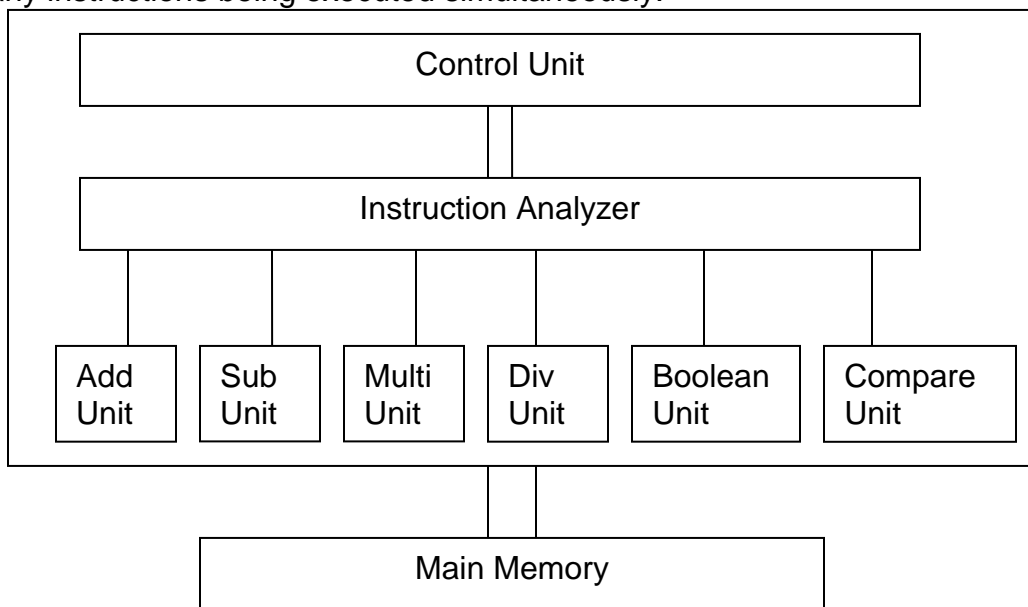 instructions being executed simultaneously.
Control Unit
Instruction Analyzer
Add Sub Multi Div Boolean Compare
Unit Unit Unit Unit Unit Unit
Main Memory